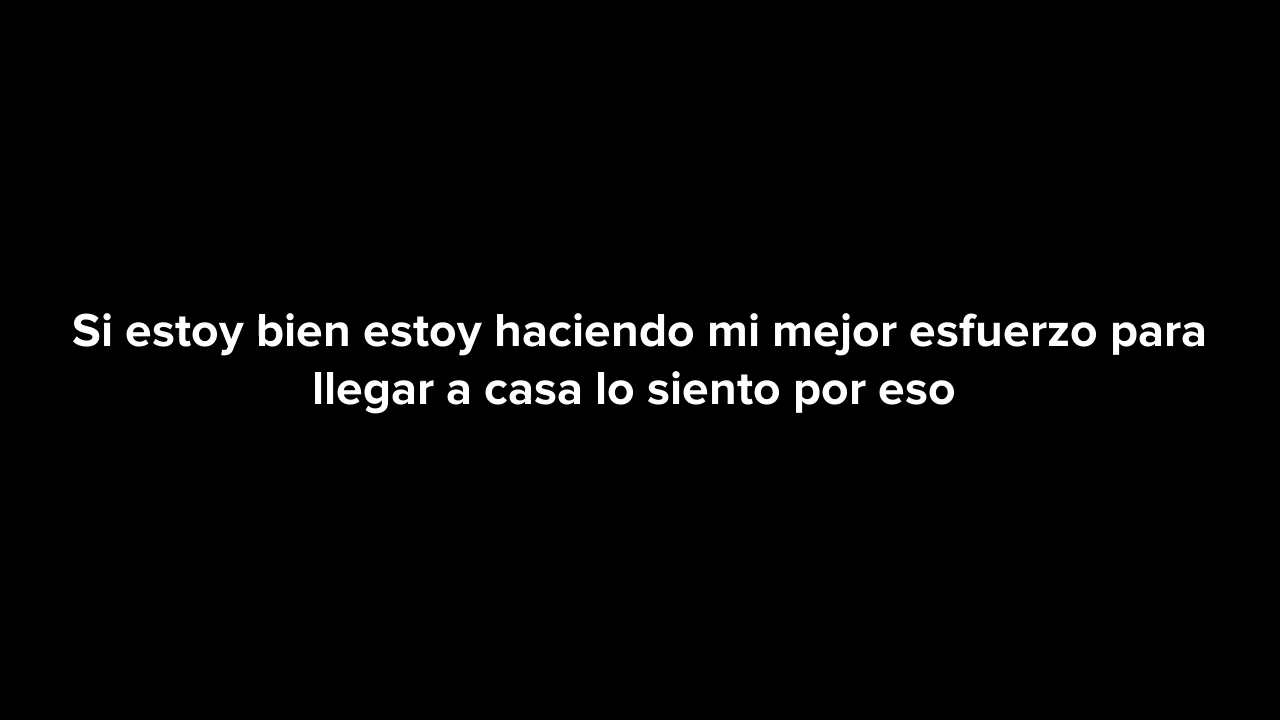 Si estoy bien estoy haciendo mi mejor esfuerzo para
llegar a casa lo siento por eso